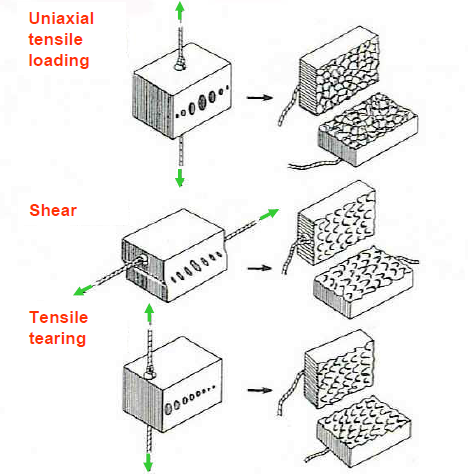 Uniaxial
tensile
loading
Shear
Tensile
tearing